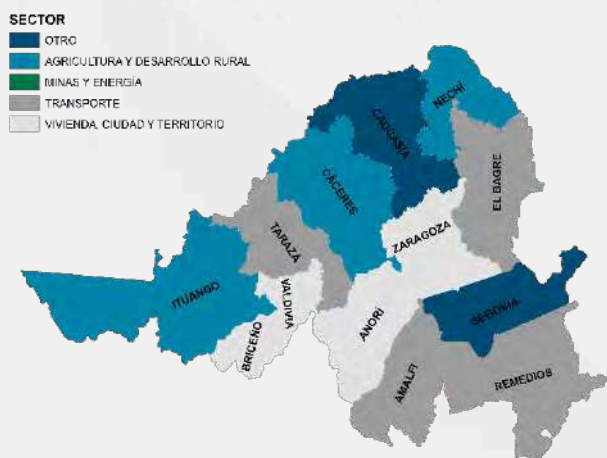 SECTOR
OTRO
AGRICULTURA Y DESARROLLO RURAL
MINAS Y ENERGÍA
TRANSPORTE
VIVIENDA, CIUDAD Y TERRITORIO
NECHÍ
CAUCASIA
EL BAGRE
CÁCERES
ZARAGOZA
TARAZA
ITUANGO
VALDIVIA
SEGOVIA
ANORÍ
BRICEÑO
AMALFI
REMEDIOS